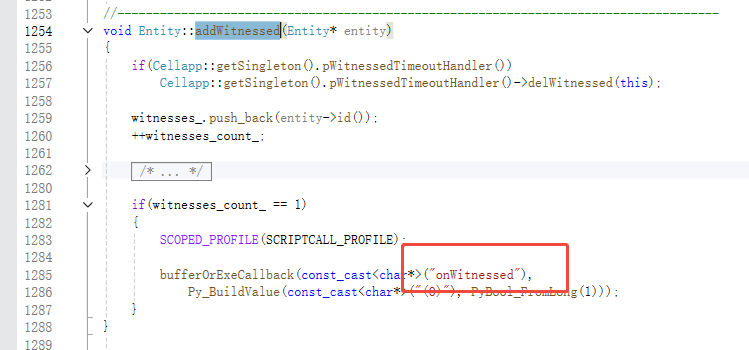 1254 void Entity::addWitnessed(Entity* entity)
1255 {
1256 if(Cellapp::getSingleton().pWitnessedTimeoutHandler())
1257 Cellapp::getSingleton().pWitnessedTimeoutHandler()->delWitnessed(this);
1258
1259 witnesses_.push_back(entity->id());
1260 ++witnesses_count_;
1261
1262 /* ... */
1280
1281 if(witnesses_count_ == 1)
1282 {
1283 SCOPED_PROFILE(SCRIPTCALL_PROFILE);
1284
1285 bufferOrExeCallback(const_cast<char*>("onWitnessed"),
1286 Py_BuildValue(const_cast<char*>("(O)"), PyBool_FromLong(1)));
1287 }
1288 }
1289